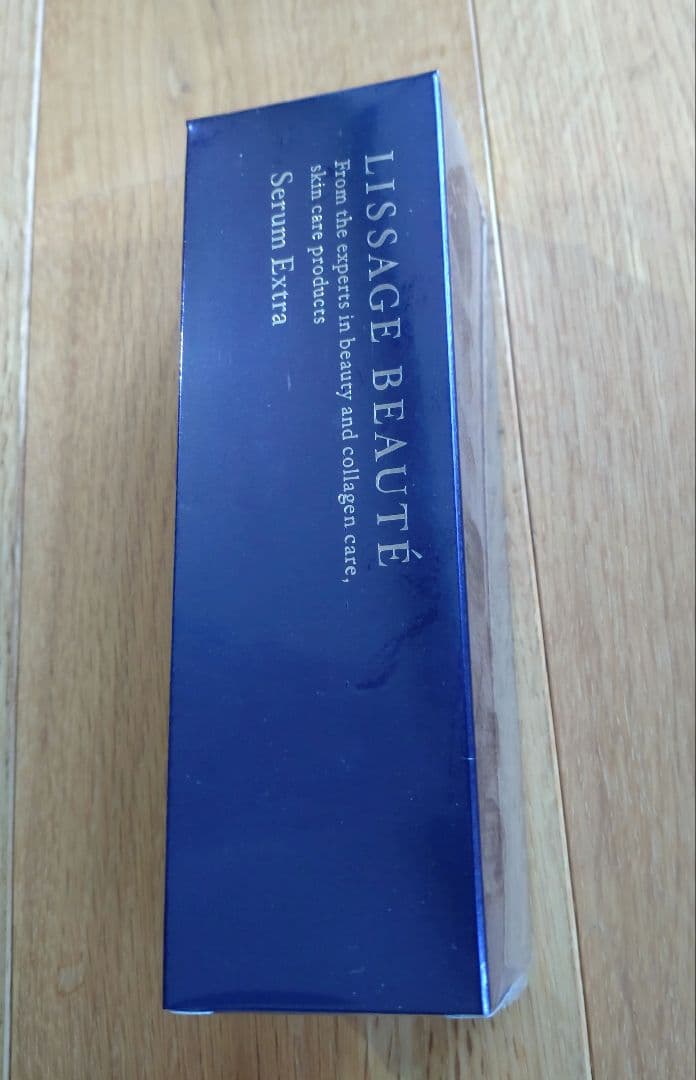 LISSAGE BEAUTÉ
From the experts in beauty and collagen care,
skin care products
Serum Extra